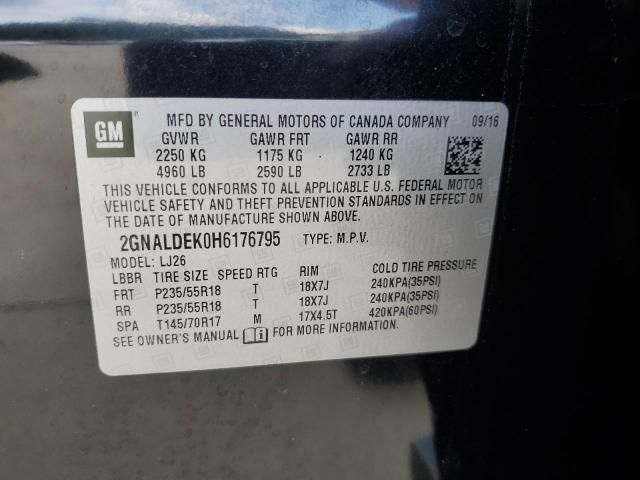 GM
MFD BY GENERAL MOTORS OF CANADA COMPANY 09/16
GVWR GAWR FRT GAWR RR
2250 KG 1175 KG 1240 KG
4960 LB 2590 LB 2733 LB
THIS VEHICLE CONFORMS TO ALL APPLICABLE U.S. FEDERAL MOTOR
VEHICLE SAFETY AND THEFT PREVENTION STANDARDS IN EFFECT ON
THE DATE OF MANUFACTURE SHOWN ABOVE.
2GNALDEK0H6176795 TYPE: M.P.V.
MODEL: LJ26
LBBR TIRE SIZE SPEED RTG RIM COLD TIRE PRESSURE
FRT P235/55R18 T 18X7J 240KPA(35PSI)
RR P235/55R18 T 18X7J 240KPA(35PSI)
SPA T145/70R17 M 17X4.5T 420KPA(60PSI)
SEE OWNER'S MANUAL i FOR MORE INFORMATION.